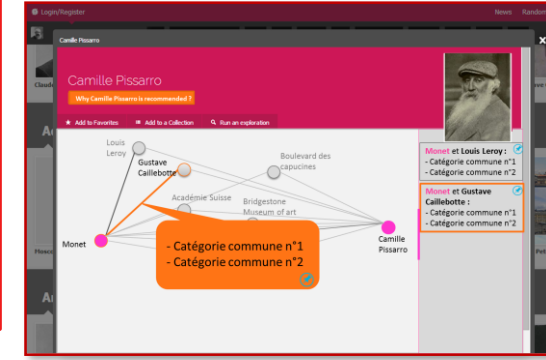 Login/Register
News
Random
Camille Pissarro
x
Camille Pissarro
Why Camille Pissarro is recommended ?
Add to Favorites
Add to a Collection
Run an exploration
Louis
Leroy
Gustave
Caillebotte
Boulevard des
capucines
Académie Suisse
Bridgestone
Museum of art
Monet
Camille
Pissarro
- Catégorie commune n°1
- Catégorie commune n°2
Monet et Louis Leroy :
- Catégorie commune n°1
- Catégorie commune n°2
Monet et Gustave
Caillebotte :
- Catégorie commune n°1
- Catégorie commune n°2